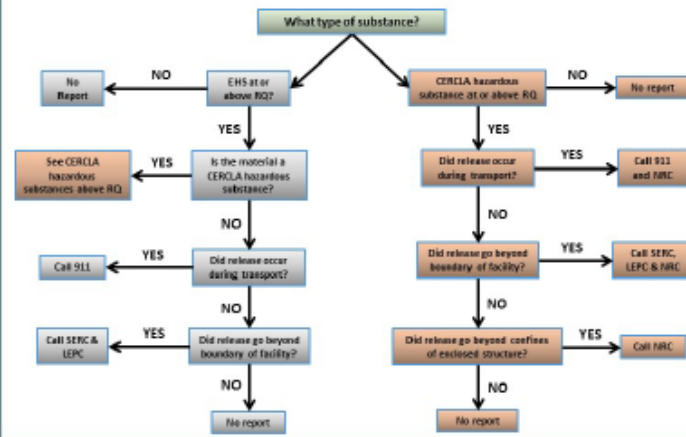 What type of substance?
NO
No
Report
EHS at or
above RQ?
CERCLA hazardous
substance at or above RQ
NO
No report
YES
YES
See CERCLA
hazardous
substances above RQ
YES
Is the material a
CERCLA hazardous
substance?
Did release occur
during transport?
YES
Call 911
and NRC
NO
NO
Call 911
YES
Did release occur
during transport?
Did release go beyond
boundary of facility?
YES
Call SERC,
LEPC & NRC
NO
NO
Call SERC &
LEPC
YES
Did release go beyond
boundary of facility?
Did release go beyond confines
of enclosed structure?
YES
Call NRC
NO
NO
No report
No report